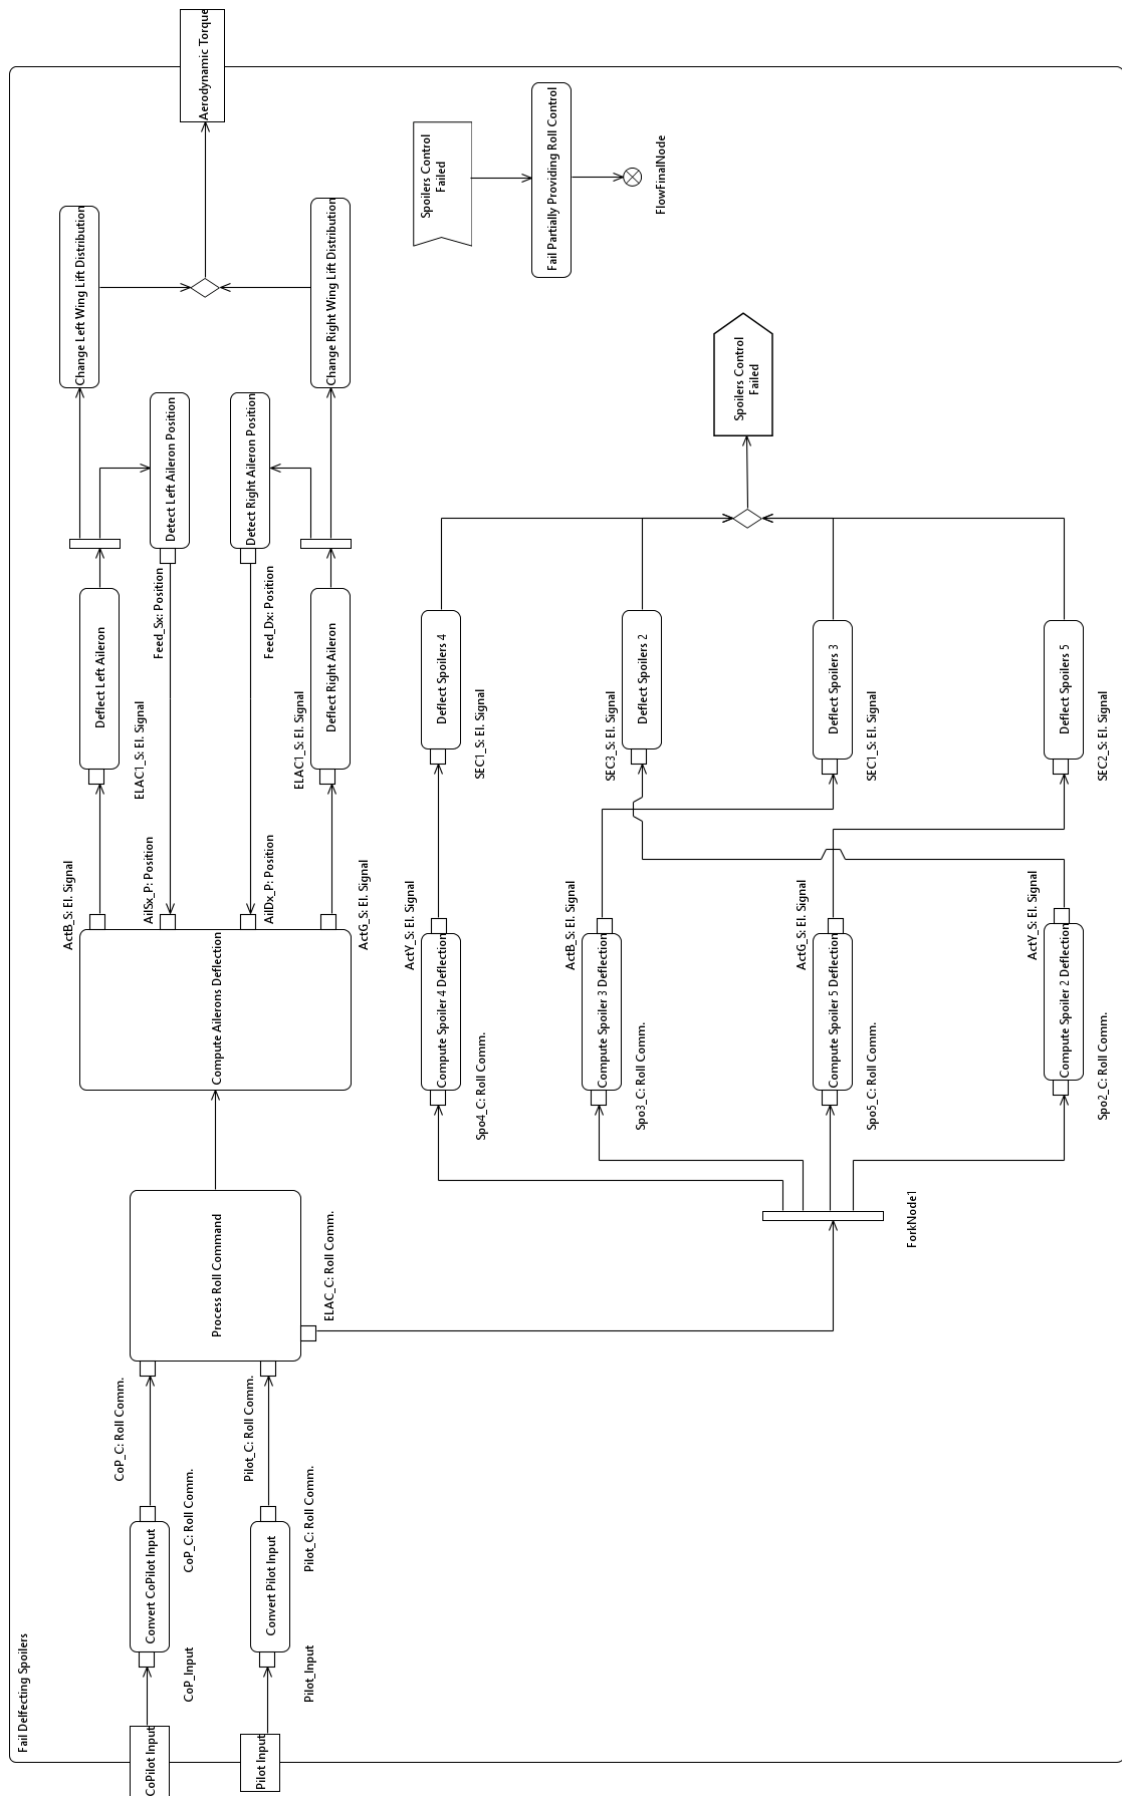 Fail Delfecting Spoilers
CoPilot Input
Pilot Input
CoP_Input
Pilot_Input
Convert CoPilot Input
Convert Pilot Input
CoP_C: Roll Comm.
Pilot_C: Roll Comm.
CoP_C: Roll Comm.
Pilot_C: Roll Comm.
Process Roll Command
ELAC_C: Roll Comm.
ForkNode1
Compute Ailerons Deflection
ActB_S: El. Signal
AilSx_P: Position
AilDx_P: Position
ActG_S: El. Signal
ELAC1_S: El. Signal
Feed_Sx: Position
Feed_Dx: Position
ELAC1_S: El. Signal
Deflect Left Aileron
Deflect Right Aileron
Detect Left Aileron Position
Detect Right Aileron Position
Change Left Wing Lift Distribution
Change Right Wing Lift Distribution
Aerodynamic Torque
Spo4_C: Roll Comm.
Spo3_C: Roll Comm.
Spo5_C: Roll Comm.
Spo2_C: Roll Comm.
Compute Spoiler 4 Deflection
Compute Spoiler 3 Deflection
Compute Spoiler 5 Deflection
Compute Spoiler 2 Deflection
ActY_S: El. Signal
ActB_S: El. Signal
ActG_S: El. Signal
ActY_S: El. Signal
SEC1_S: El. Signal
SEC3_S: El. Signal
SEC1_S: El. Signal
SEC2_S: El. Signal
Deflect Spoilers 4
Deflect Spoilers 2
Deflect Spoilers 3
Deflect Spoilers 5
Spoilers Control
Failed
Spoilers Control
Failed
Fail Partially Providing Roll Control
FlowFinalNode